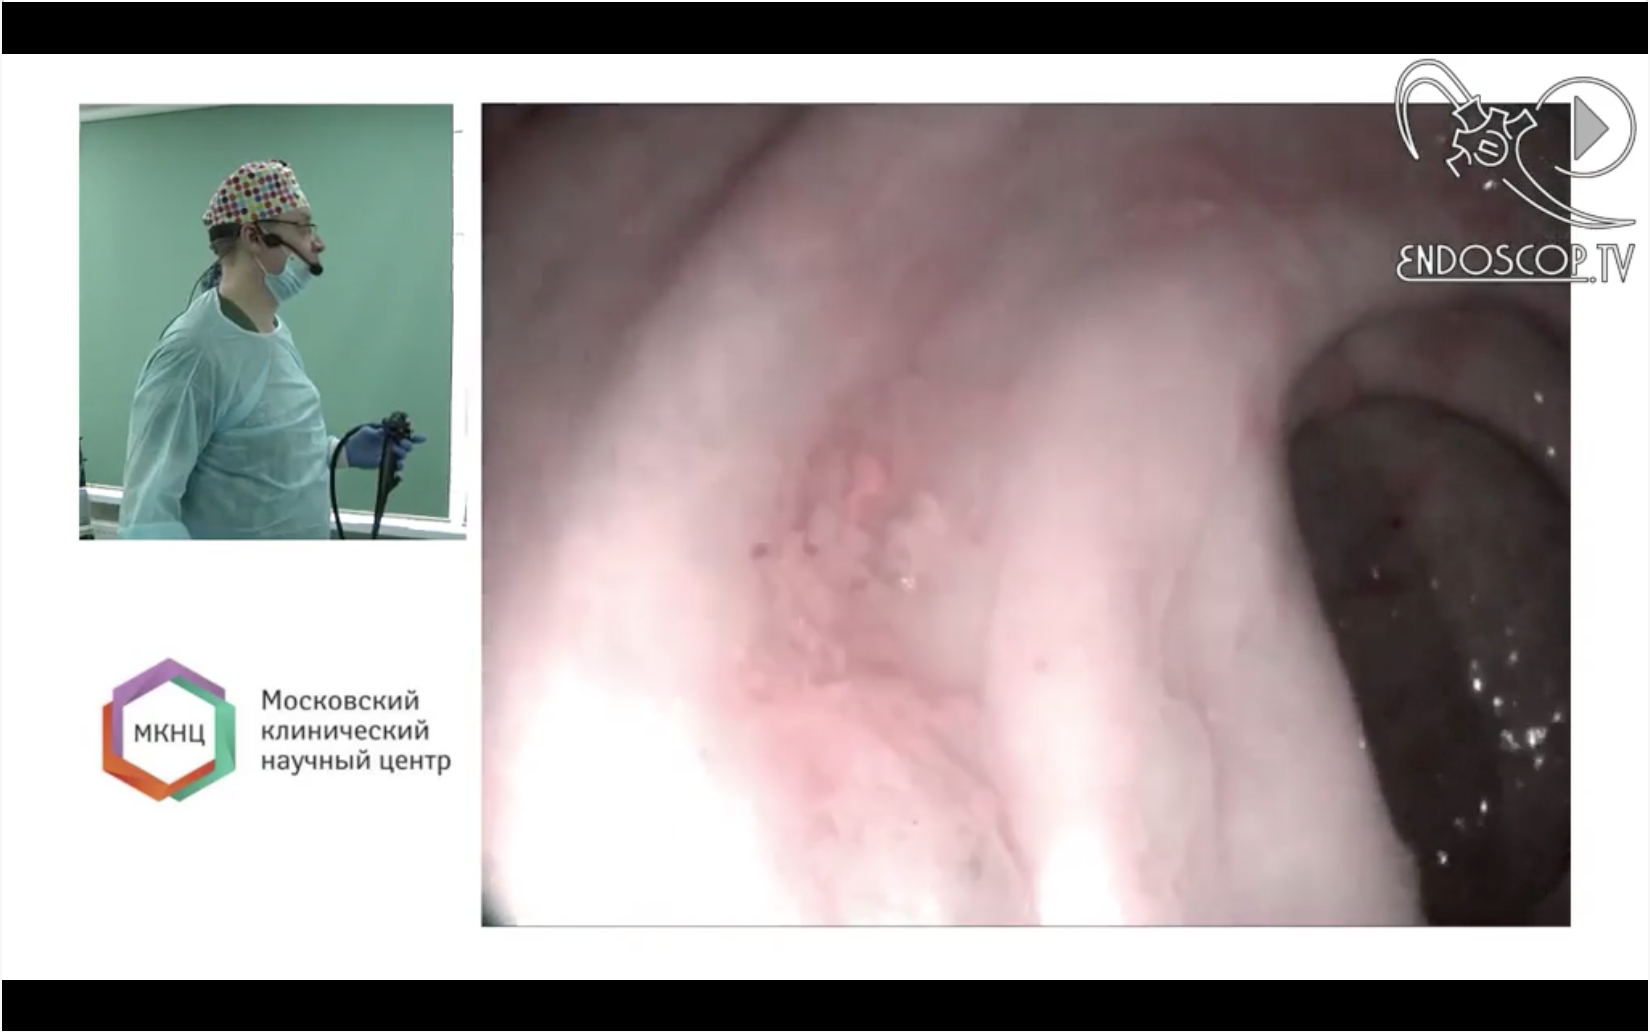 ENDOSCOP.TV
МКНЦ
Московский
клинический
научный центр